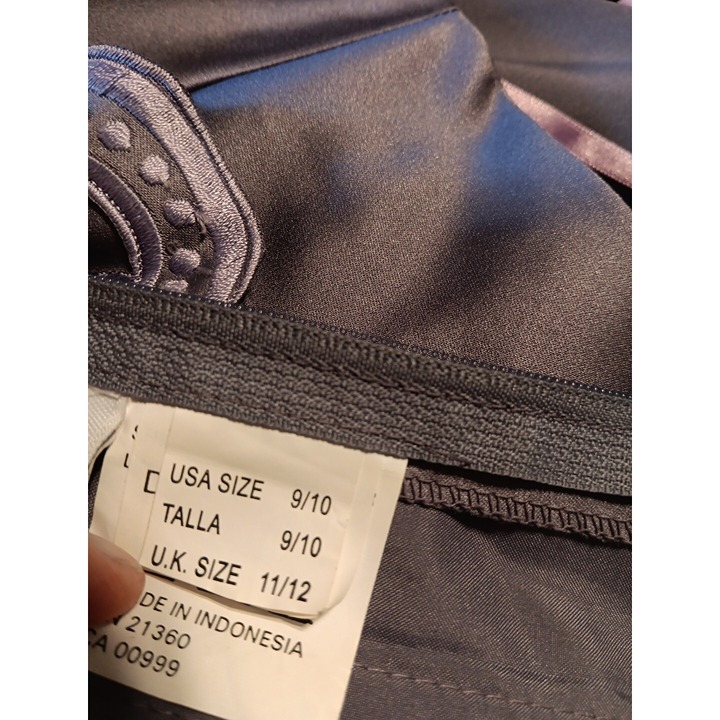 USA SIZE 9/10
TALLA 9/10
U.K. SIZE 11/12
DE IN INDONESIA
21360
CA 00999